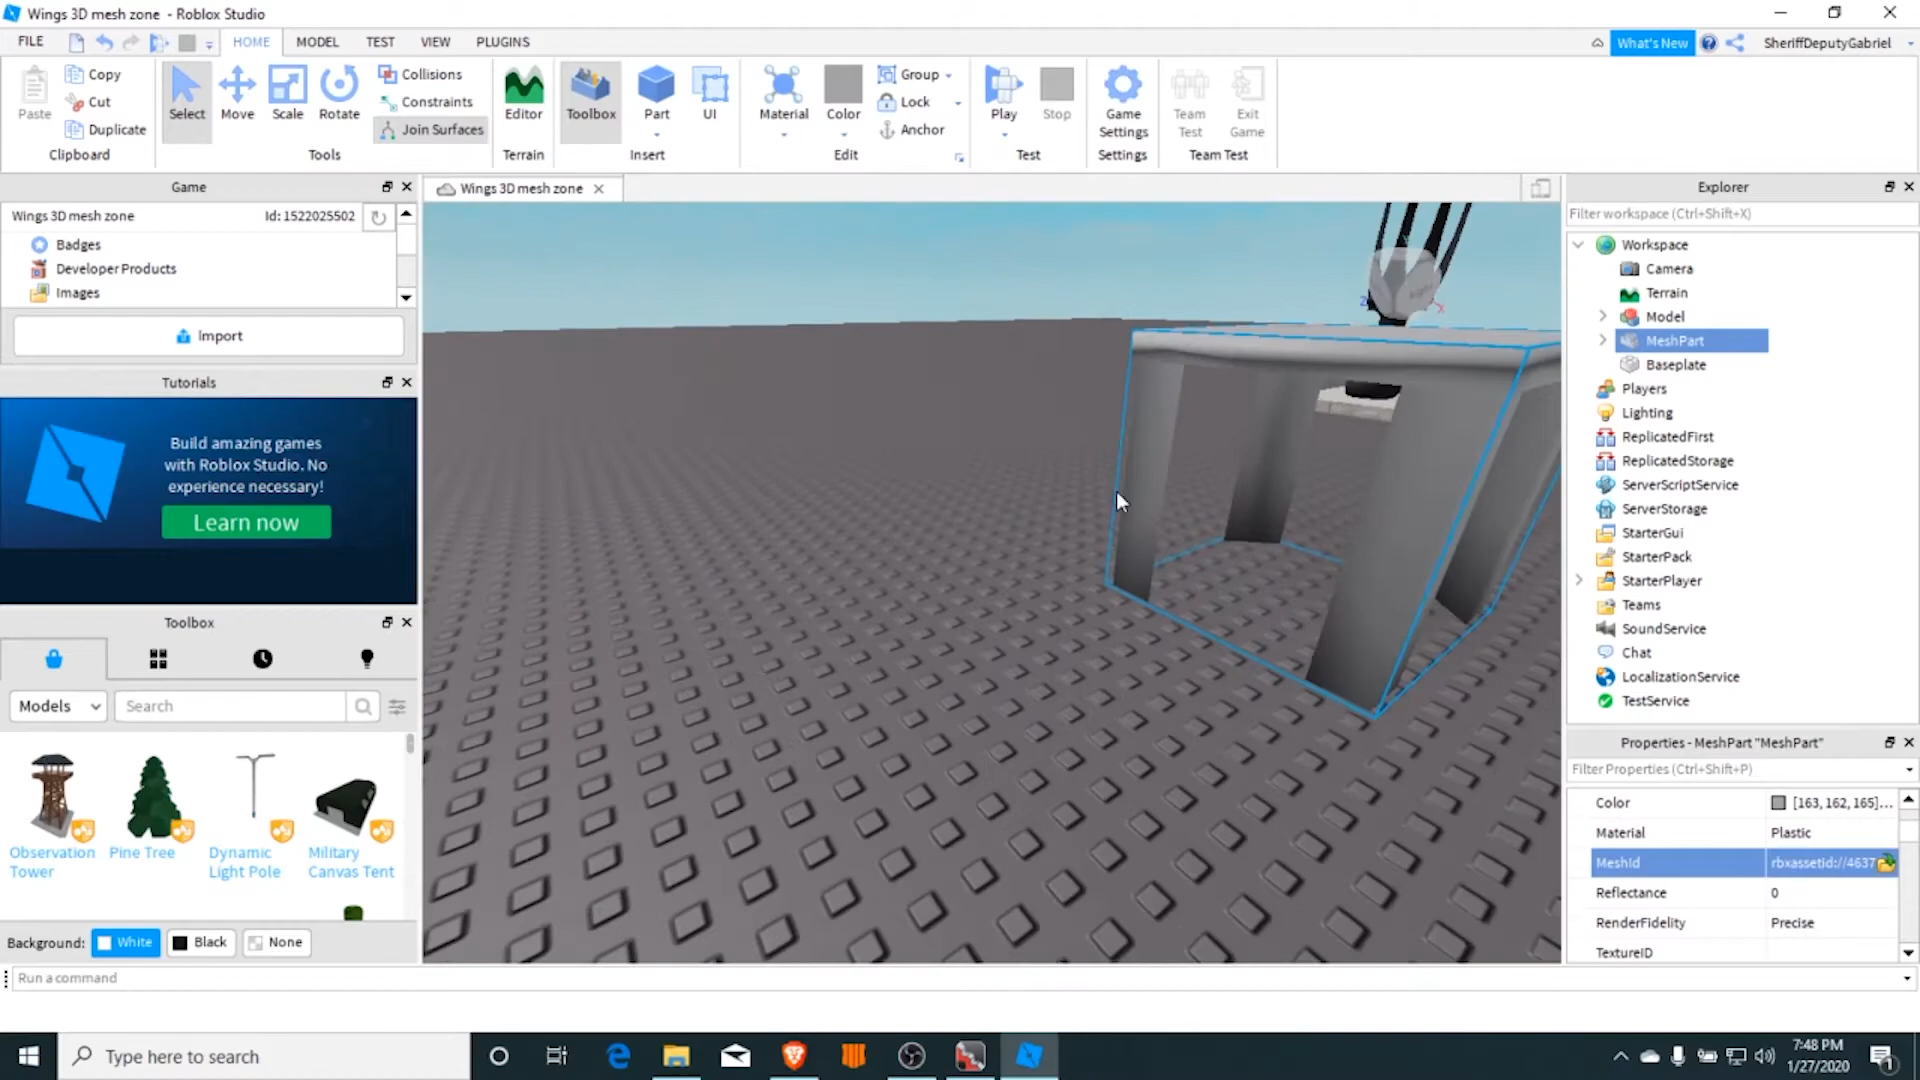 Wings 3D mesh zone - Roblox Studio
FILE
HOME
MODEL
TEST
VIEW
PLUGINS
What's New
SheriffDeputyGabriel
Paste
Copy
Cut
Duplicate
Clipboard
Select
Move
Scale
Rotate
Collisions
Constraints
Join Surfaces
Tools
Editor
Terrain
Toolbox
Part
UI
Insert
Material
Color
Group
Lock
Anchor
Edit
Play
Stop
Test
Game
Settings
Settings
Team
Test
Exit
Game
Team Test
Game
Wings 3D mesh zone
Id: 1522025502
Badges
Developer Products
Images
Import
Tutorials
Build amazing games
with Roblox Studio. No
experience necessary!
Learn now
Toolbox
Models
Search
Observation
Tower
Pine Tree
Dynamic
Light Pole
Military
Canvas Tent
Background:
White
Black
None
Run a command
Wings 3D mesh zone
Explorer
Filter workspace (Ctrl+Shift+X)
Workspace
Camera
Terrain
Model
MeshPart
Baseplate
Players
Lighting
ReplicatedFirst
ReplicatedStorage
ServerScriptService
ServerStorage
StarterGui
StarterPack
StarterPlayer
Teams
SoundService
Chat
LocalizationService
TestService
Properties - MeshPart "MeshPart"
Filter Properties (Ctrl+Shift+P)
Color
[163, 162, 165]...
Material
Plastic
MeshId
rbxassetid://4637
Reflectance
0
RenderFidelity
Precise
TextureID
Type here to search
7:48 PM
1/27/2020